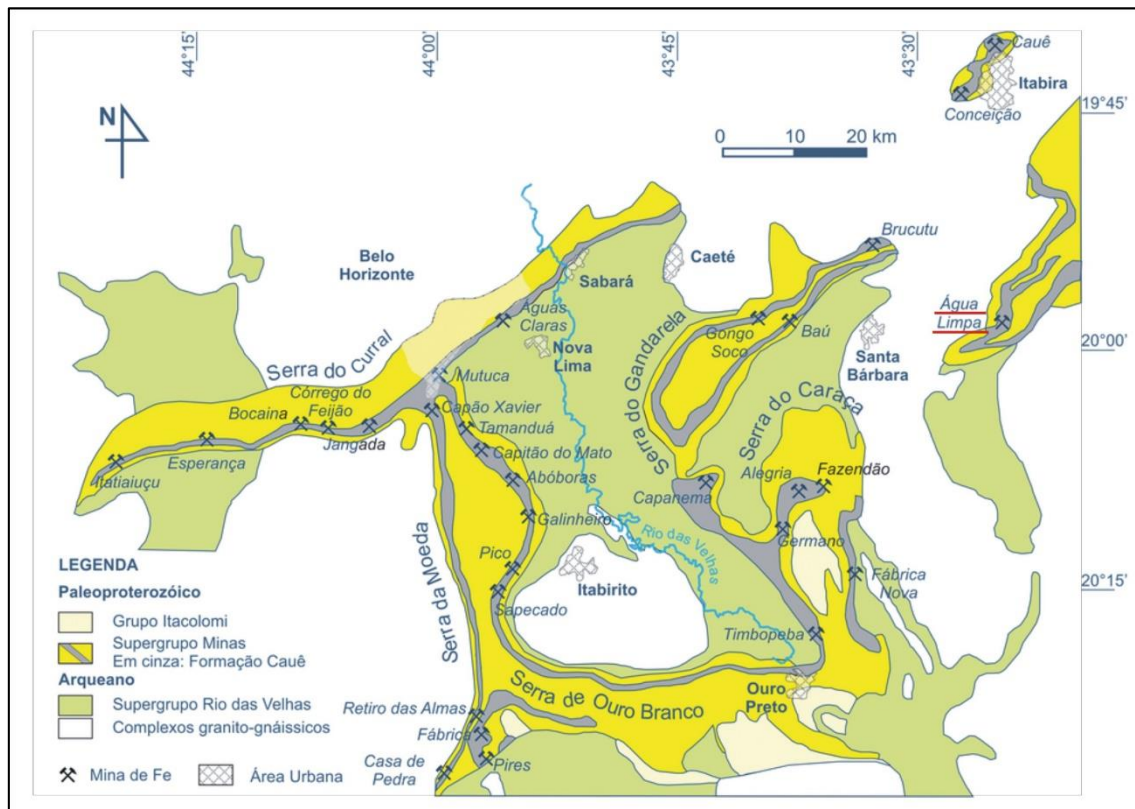 44°15'
44°00'
43°45'
43°30'
Cauê
Itabira
Conceição
19°45'
N
0 10 20 km
Brucutu
Belo
Horizonte
Sabará
Caeté
Água
Limpa
Águas
Claras
Gongo
Soco
Baú
Santa
Bárbara
20°00'
Serra do Curral
Nova
Lima
Serra do Gandarela
Mutuca
Serra do Caraça
Córrego do
Feijão
Bocaina
Capão Xavier
Tamanduá
Jangada
Capitão do Mato
Esperança
Itatiaiuçu
Abóboras
Alegria
Fazendão
Capanema
Galinheiro
Rio das Velhas
Germano
Pico
Itabirito
Fábrica
Nova
20°15'
Sapecado
Serra da Moeda
Timbopeba
Serra de Ouro Branco
Ouro
Preto
Retiro das Almas
Fábrica
Casa de
Pedra
Pires
LEGENDA
Paleoproterozóico
Grupo Itacolomi
Supergrupo Minas
Em cinza: Formação Cauê
Arqueano
Supergrupo Rio das Velhas
Complexos granito-gnáissicos
Mina de Fe
Área Urbana